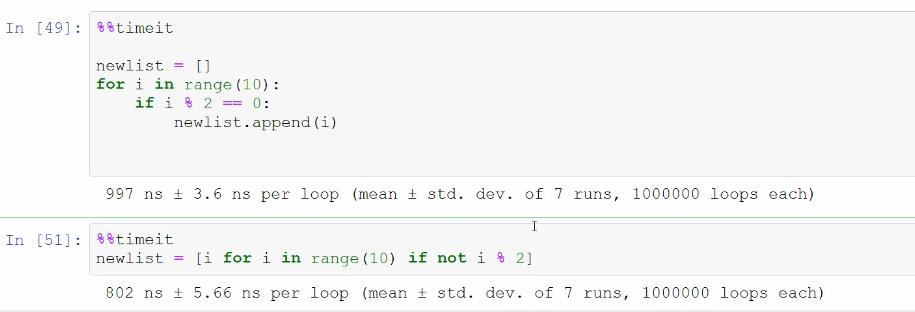 In [49]: %%timeit
newlist = []
for i in range(10):
    if i % 2 == 0:
        newlist.append(i)
997 ns ± 3.6 ns per loop (mean ± std. dev. of 7 runs, 1000000 loops each)
In [51]: %%timeit
newlist = [i for i in range(10) if not i % 2]
802 ns ± 5.66 ns per loop (mean ± std. dev. of 7 runs, 1000000 loops each)